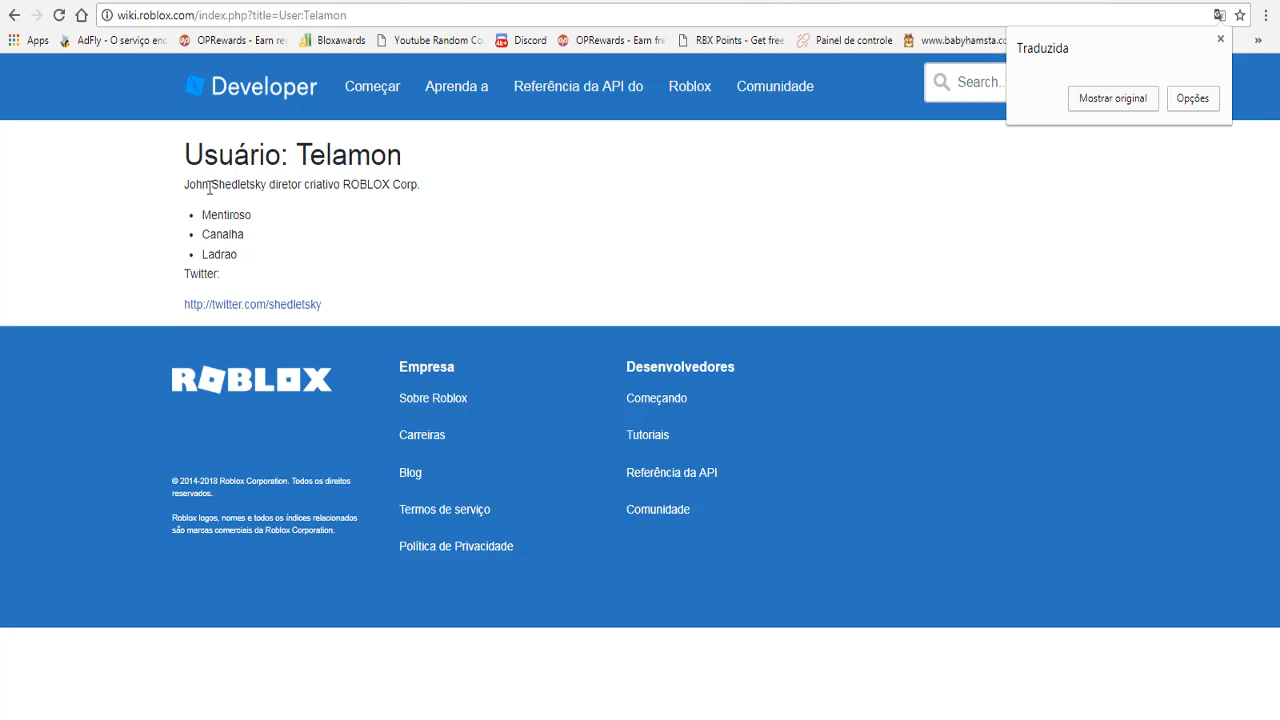 wiki.roblox.com/index.php?title=User:Telamon
Apps AdFly - O serviço enc OPRewards - Earn re Bloxawards Youtube Random Co Discord OPRewards - Earn fre RBX Points - Get free Painel de controle www.babyhamsta.co »
Traduzida
Mostrar original Opções
Developer Começar Aprenda a Referência da API do Roblox Comunidade Search..
Usuário: Telamon
John Shedletsky diretor criativo ROBLOX Corp.
• Mentiroso
• Canalha
• Ladrao
Twitter:
http://twitter.com/shedletsky
ROBLOX Empresa Desenvolvedores
Sobre Roblox Começando
Carreiras Tutoriais
Blog Referência da API
Termos de serviço Comunidade
Política de Privacidade
© 2014-2018 Roblox Corporation. Todos os direitos
reservados.
Roblox logos, nomes e todos os índices relacionados
são marcas comerciais da Roblox Corporation.